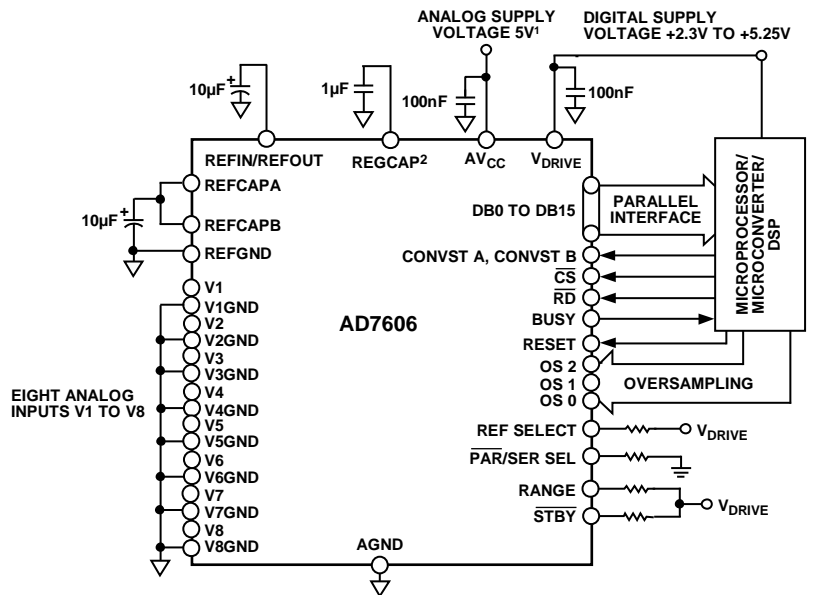 ANALOG SUPPLY
VOLTAGE 5V¹
DIGITAL SUPPLY
VOLTAGE +2.3V TO +5.25V
10µF
+
1µF
100nF
100nF
REFIN/REFOUT
REGCAP²
AVCC
VDRIVE
REFCAPA
10µF
+
REFCAPB
REFGND
V1
V1GND
V2
V2GND
V3
V3GND
V4
V4GND
V5
V5GND
V6
V6GND
V7
V7GND
V8
V8GND
EIGHT ANALOG
INPUTS V1 TO V8
AD7606
AGND
DB0 TO DB15
PARALLEL
INTERFACE
CONVST A, CONVST B
CS
RD
BUSY
RESET
OS 2
OS 1
OS 0
OVERSAMPLING
REF SELECT
VDRIVE
PAR/SER SEL
RANGE
STBY
VDRIVE
MICROPROCESSOR/
MICROCONVERTER/
DSP